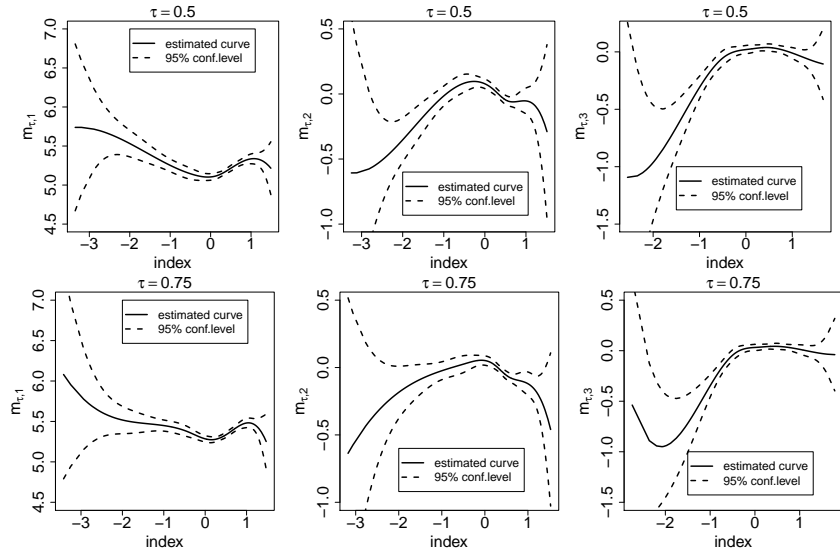 τ = 0.5
τ = 0.5
τ = 0.5
7.0
6.5
6.0
5.5
5.0
4.5
mτ,1
estimated curve
95% conf.level
−3 −2 −1 0 1
index
0.5
0.0
−0.5
−1.0
mτ,2
estimated curve
95% conf.level
−3 −2 −1 0 1
index
0.0
−0.5
−1.0
−1.5
mτ,3
estimated curve
95% conf.level
−2 −1 0 1
index
τ = 0.75
τ = 0.75
τ = 0.75
7.0
6.5
6.0
5.5
5.0
4.5
mτ,1
estimated curve
95% conf.level
−3 −2 −1 0 1
index
0.5
0.0
−0.5
−1.0
mτ,2
estimated curve
95% conf.level
−3 −2 −1 0 1
index
0.5
0.0
−0.5
−1.0
−1.5
mτ,3
estimated curve
95% conf.level
−2 −1 0 1
index